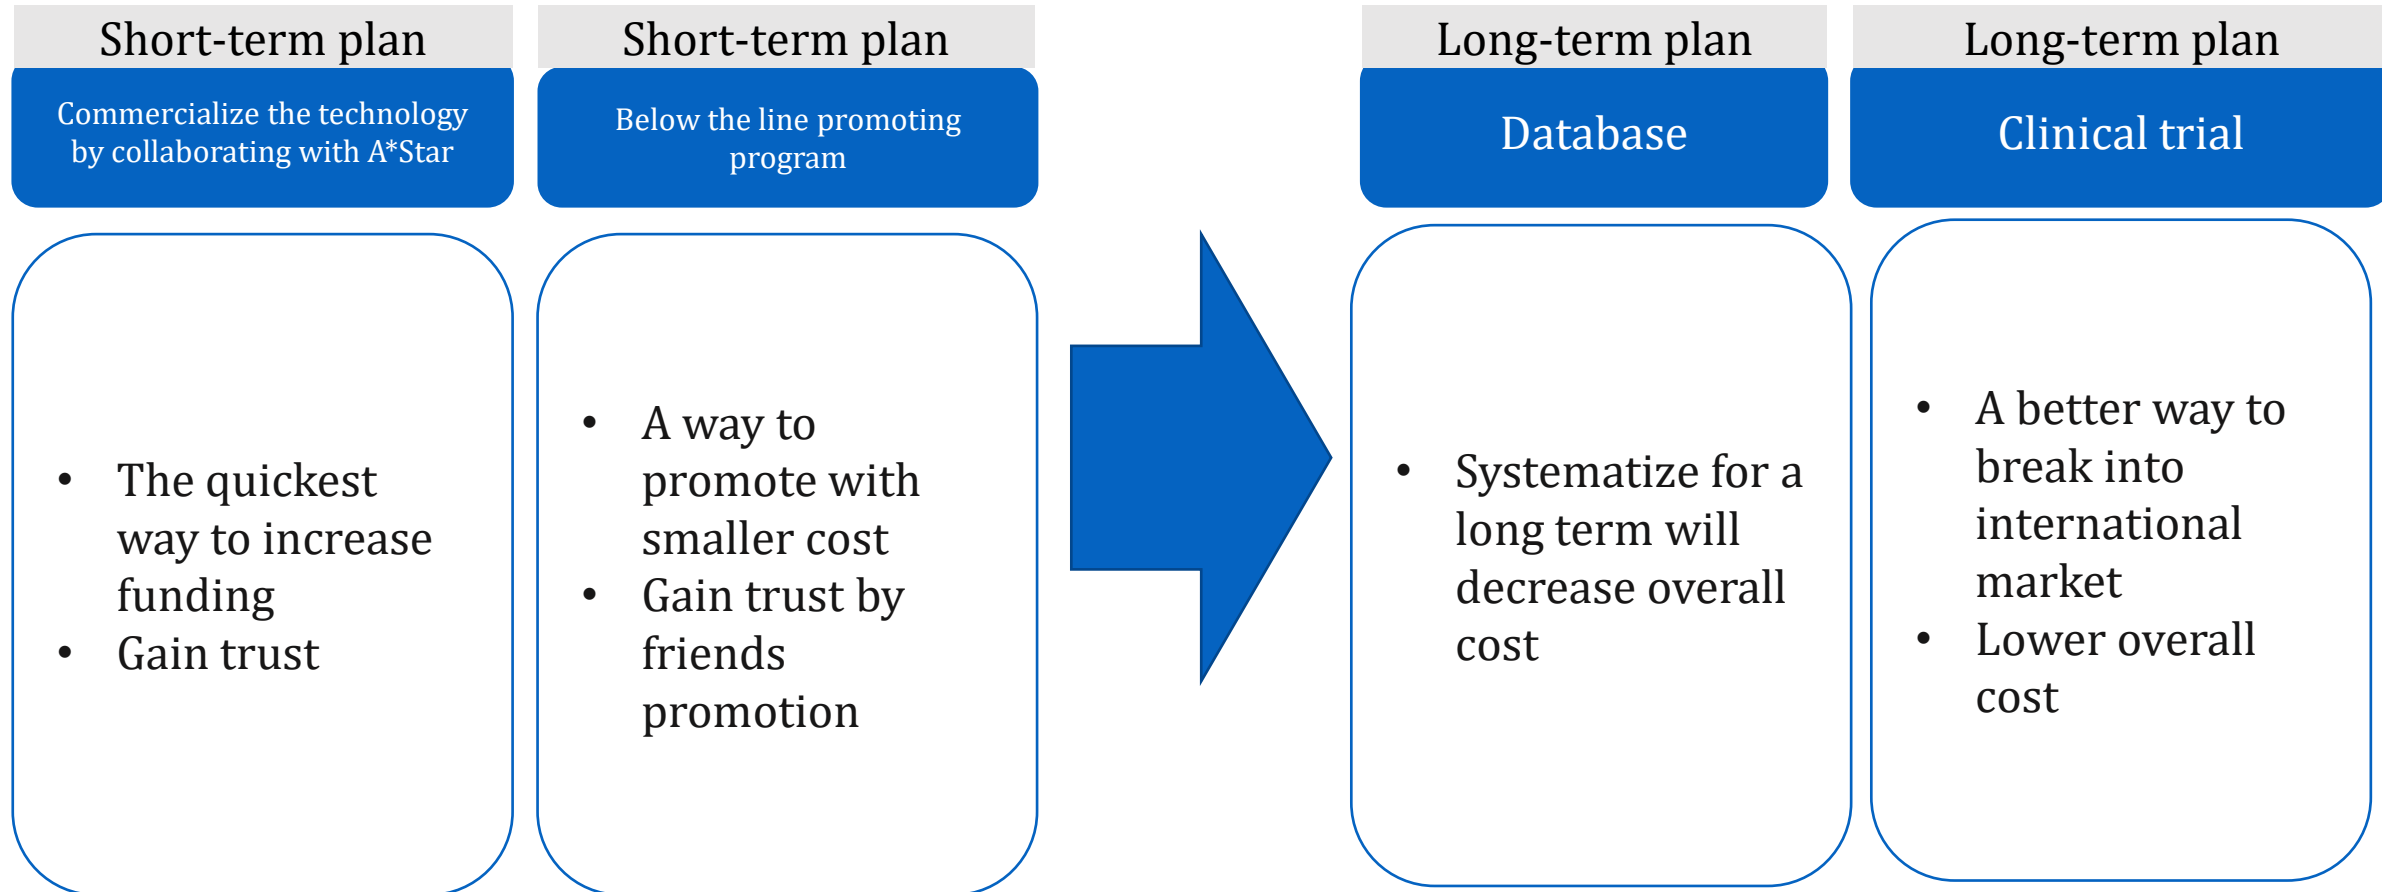 Short-term plan
Commercialize the technology
by collaborating with A*Star
• The quickest
way to increase
funding
• Gain trust
Short-term plan
Below the line promoting
program
• A way to
promote with
smaller cost
• Gain trust by
friends
promotion
Long-term plan
Database
• Systematize for a
long term will
decrease overall
cost
Long-term plan
Clinical trial
• A better way to
break into
international
market
• Lower overall
cost